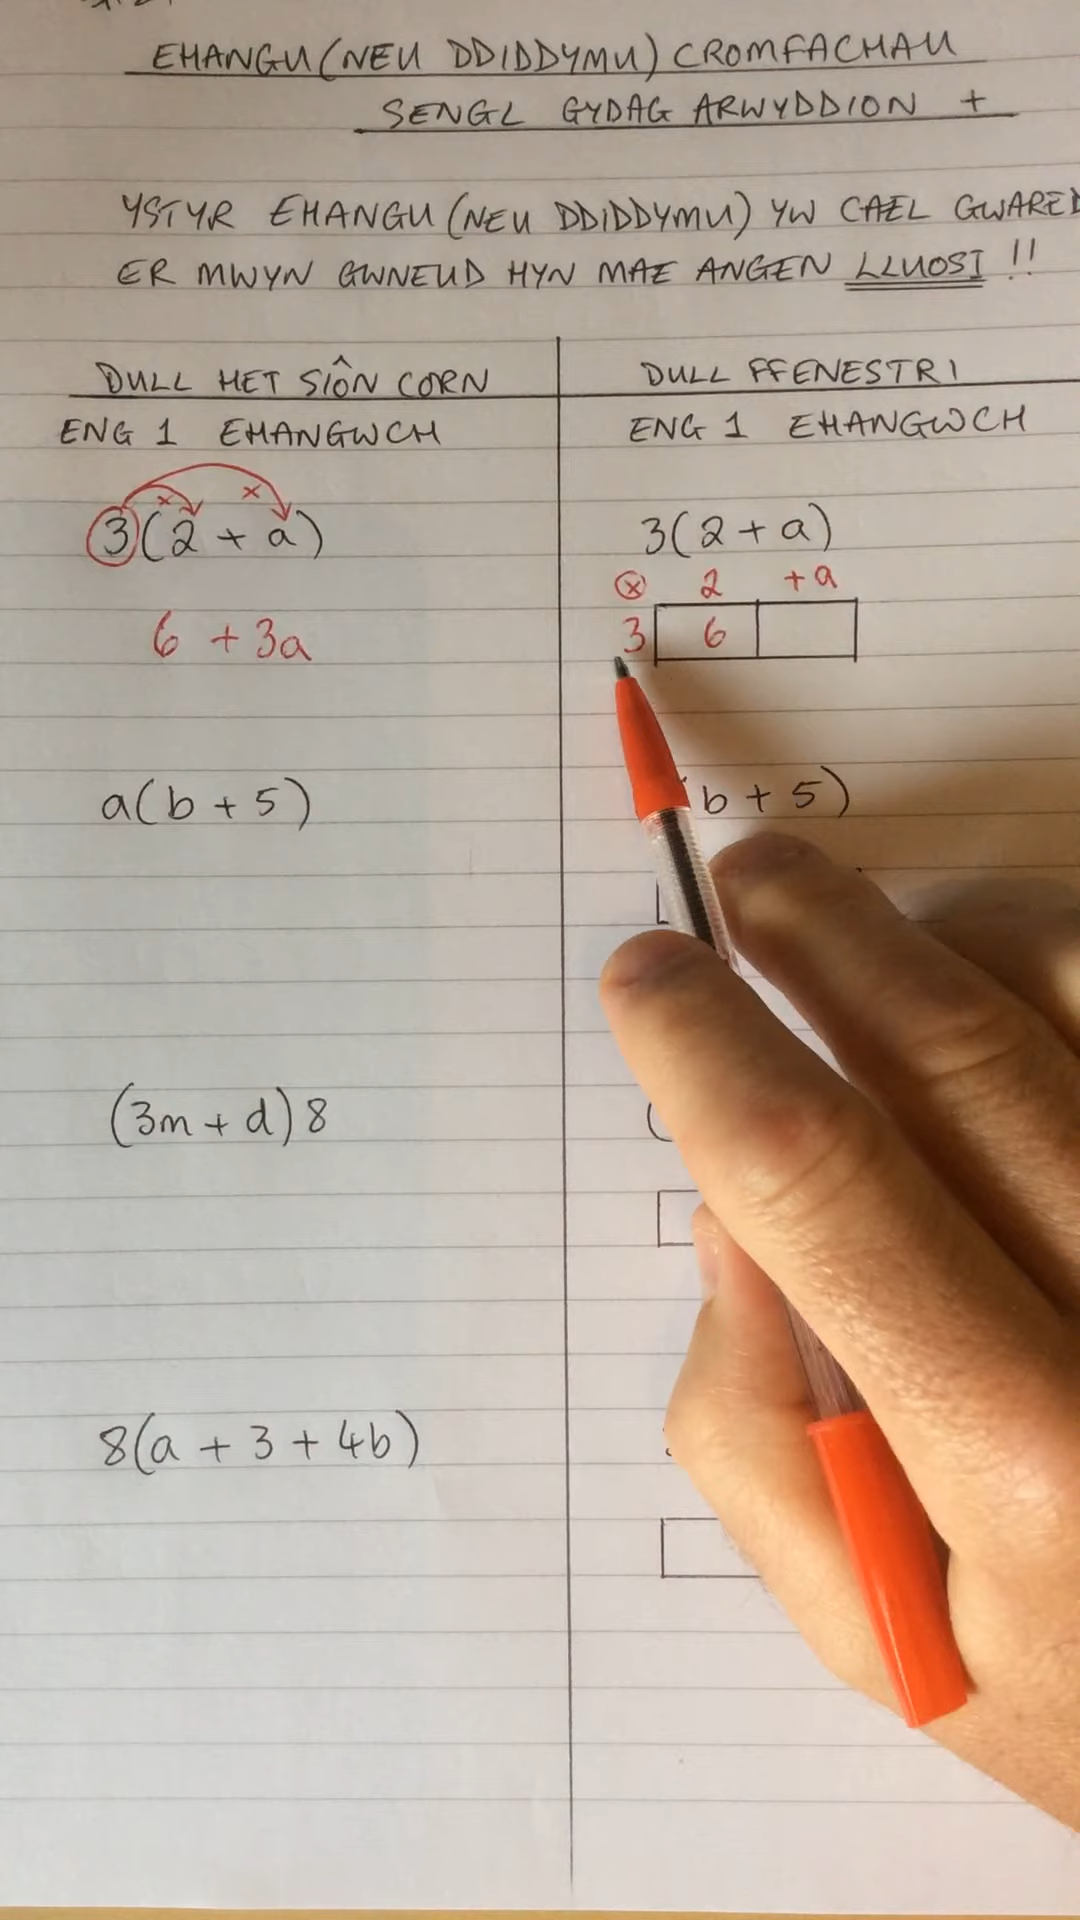 EHANGU (NEU DDIDDYMU) CROMFACHAU
SENGL GYDAG ARWYDDION +
YSTYR EHANGU (NEU DDIDDYMU) YW CAEL GWARED
ER MWYN GWNEUD HYN MAE ANGEN LLUOSI !!
DULL HET SIÔN CORN
ENG 1 EHANGWCH
3(2 + a)
x x
6 + 3a
a(b + 5)
(3m + d) 8
8(a + 3 + 4b)
DULL FFENESTRI
ENG 1 EHANGWCH
3(2 + a)
x 2 + a
3 6
b + 5)
(